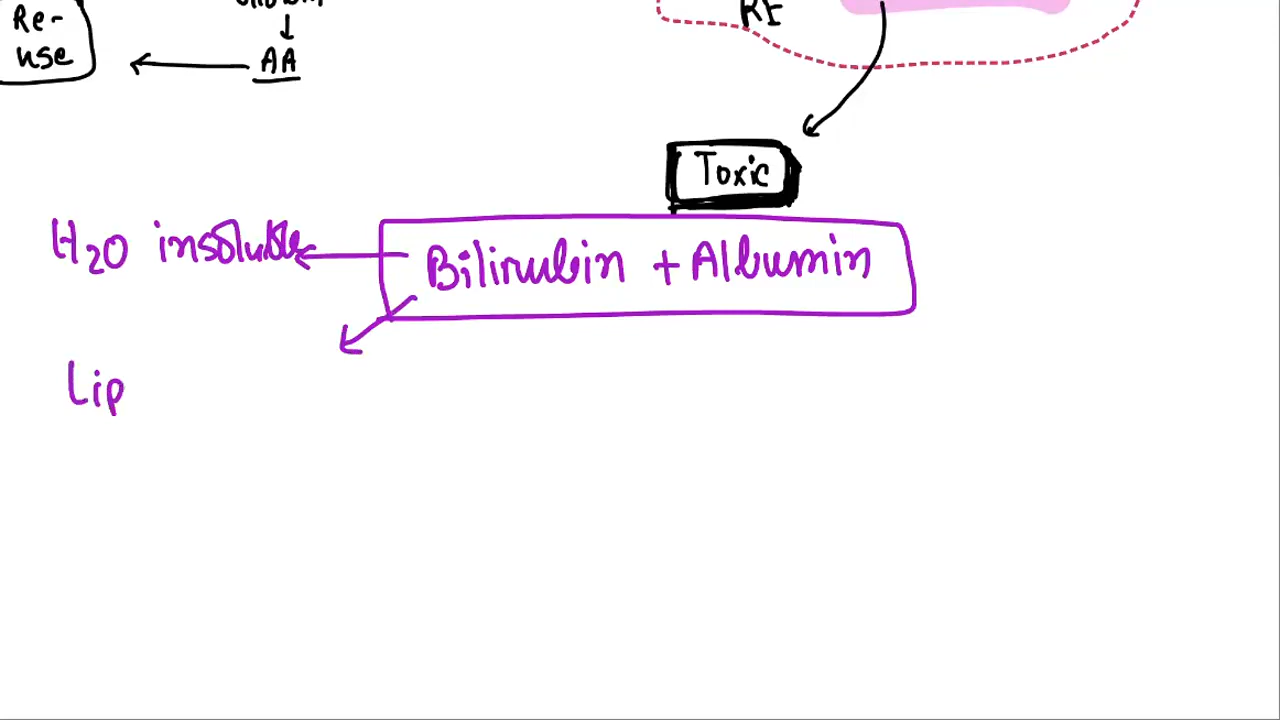 Re-
use
AA
RE
Toxic
H2O insoluble
Bilirubin + Albumin
Lip